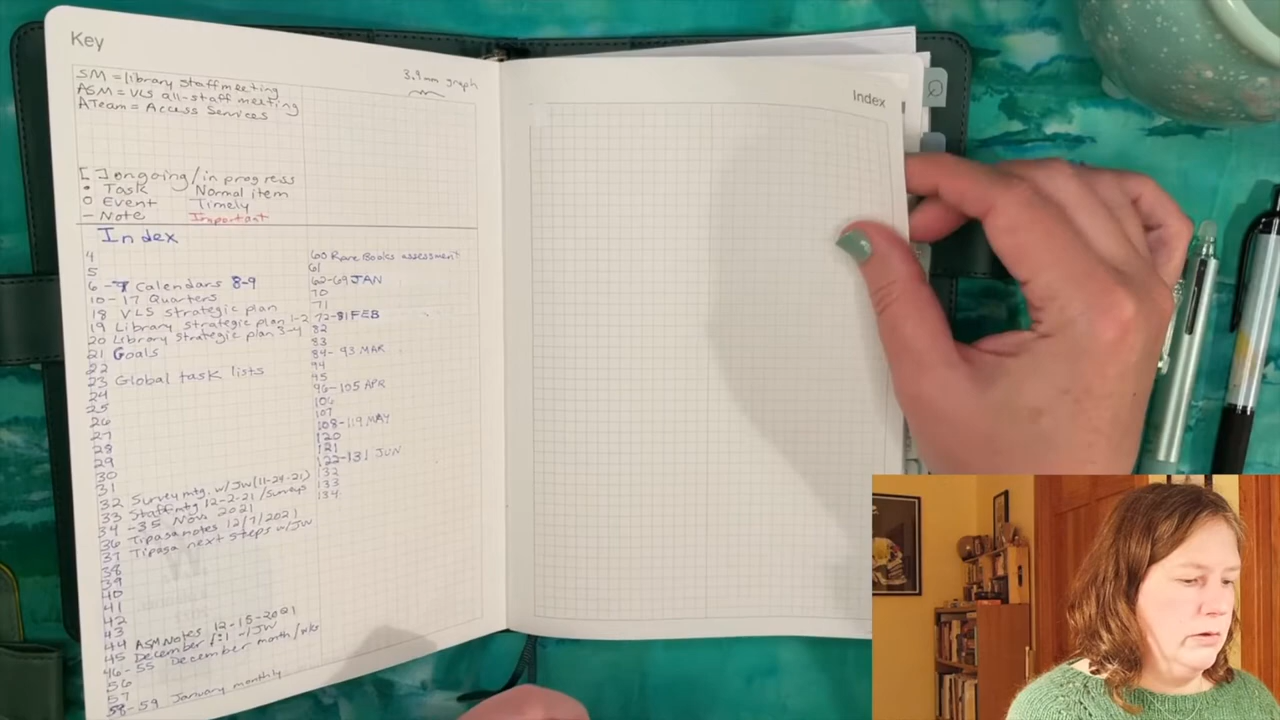 Key
3.9mm graph
SM = library staff meeting
ASM = VLS all-staff meeting
ATeam = Access Services
[ ] ongoing/in progress
• Task Normal item
O Event Timely
– Note Important
Index
4
5
6-7 Calendars 8-9
10-17 Quarters
18 VLS strategic plan
19 Library strategic plan 1-2
20 Library strategic plan 3-4
21 Goals
22
23 Global task lists
24
25
26
27
28
29
30
31
32 Survey mtg. w/JW (11-24-21)
33 Staff mtg 12-2-21 /surveys
34-35 Nov. 2021
36 Tipasa notes 12/7/2021
37 Tipasa next steps w/JW
38
39
40
41
42
43
44 ASM Notes 12-15-2021
45 December 1:1 w/JW
46-55 December month/wks
56
57
58-59 January monthly
60 Rare Books assessment
61
62-69 JAN
70
71
72-81 FEB
82
83
84-93 MAR
94
95
96-105 APR
106
107
108-119 MAY
120
121
122-131 JUN
132
133
134
Index